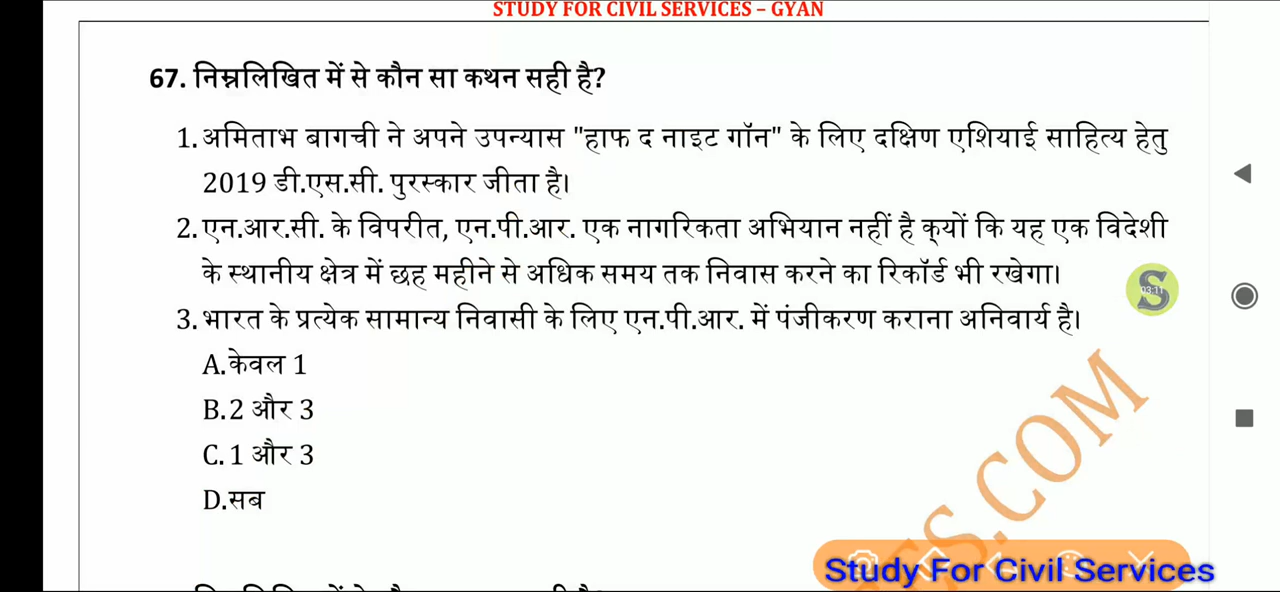 STUDY FOR CIVIL SERVICES – GYAN
67. निम्नलिखित में से कौन सा कथन सही है?
1. अमिताभ बागची ने अपने उपन्यास "हाफ द नाइट गॉन" के लिए दक्षिण एशियाई साहित्य हेतु
2019 डी.एस.सी. पुरस्कार जीता है।
2. एन.आर.सी. के विपरीत, एन.पी.आर. एक नागरिकता अभियान नहीं है क्यों कि यह एक विदेशी
के स्थानीय क्षेत्र में छह महीने से अधिक समय तक निवास करने का रिकॉर्ड भी रखेगा।
03:11
3. भारत के प्रत्येक सामान्य निवासी के लिए एन.पी.आर. में पंजीकरण कराना अनिवार्य है।
A. केवल 1
B. 2 और 3
C. 1 और 3
D. सब
.COM
Study For Civil Services